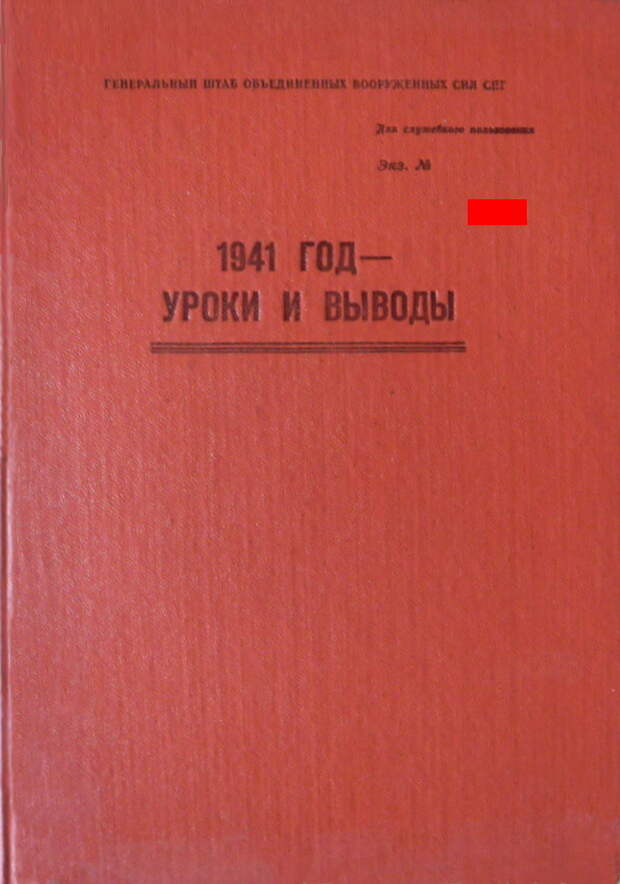 ГЕНЕРАЛЬНЫЙ ШТАБ ОБЪЕДИНЕННЫХ ВООРУЖЕННЫХ СИЛ СНГ
Для служебного пользования
Экз. №
1941 ГОД—
УРОКИ И ВЫВОДЫ